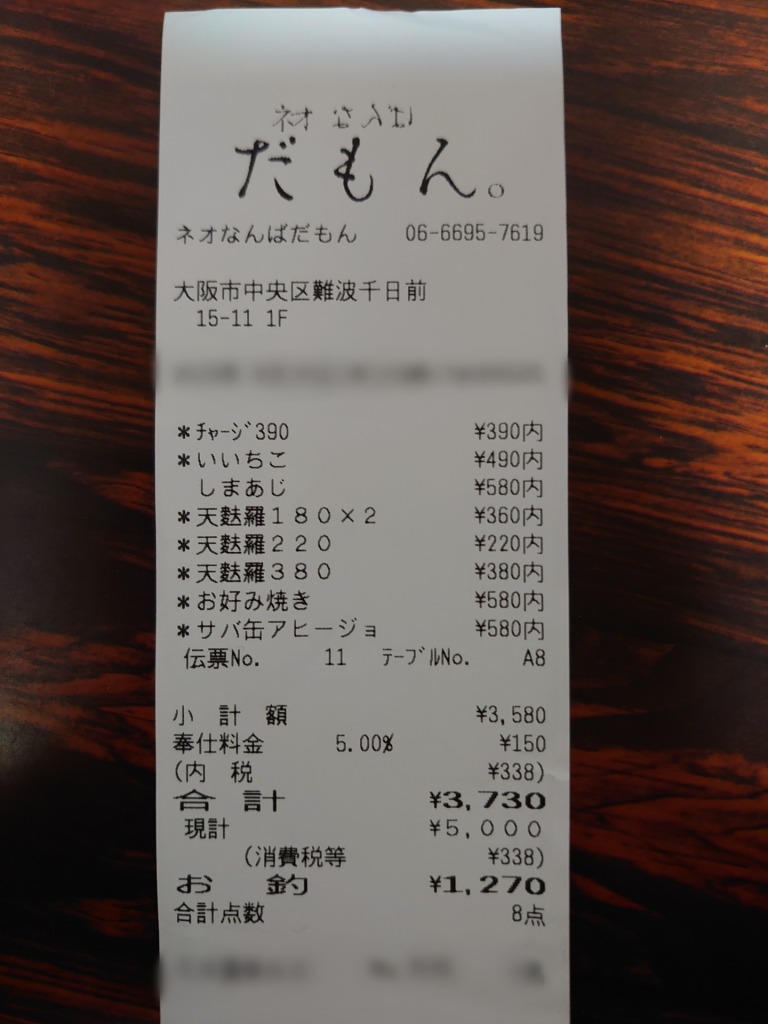 ネオ なんば
だもん。
ネオなんばだもん 06-6695-7619
大阪市中央区難波千日前
15-11 1F
*ﾁｬｰｼﾞ390 ¥390内
*いいちこ ¥490内
しまあじ ¥580内
*天麩羅１８０×２ ¥360内
*天麩羅２２０ ¥220内
*天麩羅３８０ ¥380内
*お好み焼き ¥580内
*サバ缶アヒージョ ¥580内
伝票No. 11 ﾃｰﾌﾞﾙNo. A8
小 計 額 ¥3,580
奉仕料金 5.00% ¥150
(内 税 ¥338)
合 計 ¥3,730
現計 ¥5,000
(消費税等 ¥338)
お 釣 ¥1,270
合計点数 8点